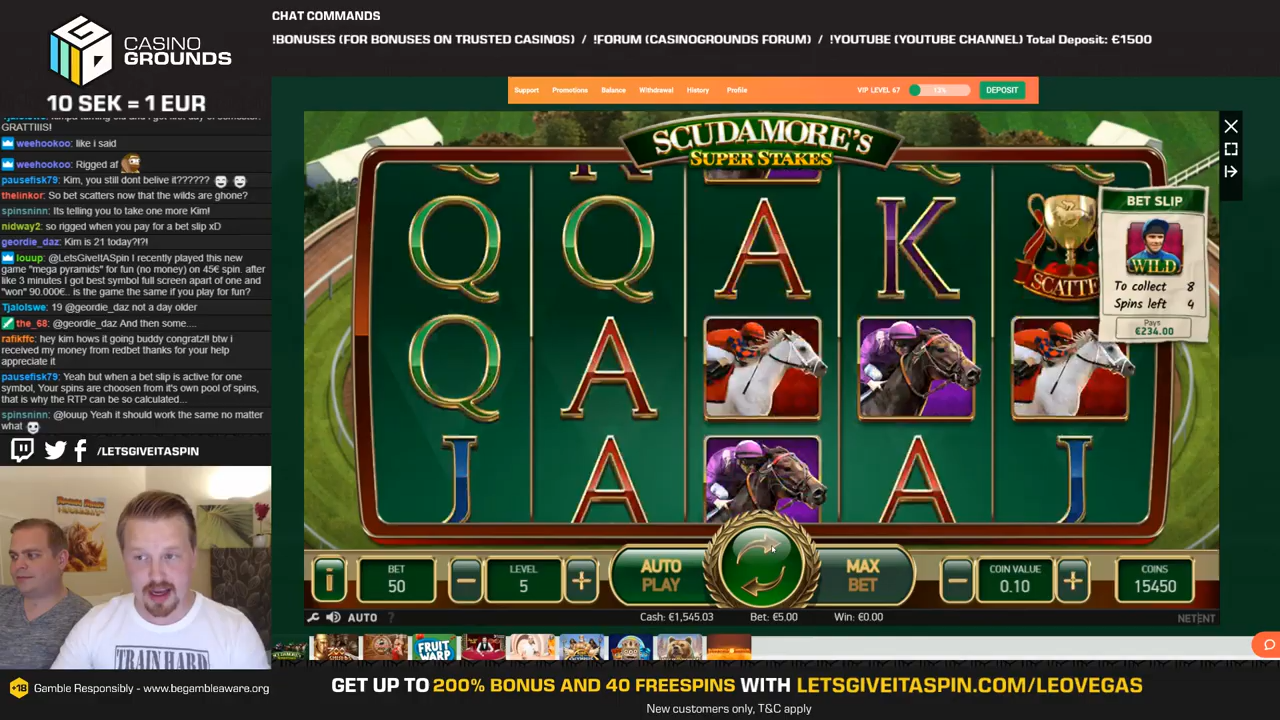 CHAT COMMANDS
!BONUSES (FOR BONUSES ON TRUSTED CASINOS) / !FORUM (CASINOGROUNDS FORUM) / !YOUTUBE (YOUTUBE CHANNEL) Total Deposit: €1500
CASINO
GROUNDS
10 SEK = 1 EUR
Support Promotions Balance Withdrawal History Profile VIP LEVEL 67 13% DEPOSIT
GRATTIIIS!
weehookoo: like i said
weehookoo: Rigged af
pausefisk79: Kim, you still dont belive it??????
thelinkor: So bet scatters now that the wilds are ghone?
spinsninn: Its telling you to take one more Kim!
nidway2: so rigged when you pay for a bet slip xD
geordie_daz: Kim is 21 today?!?!
louup: @LetsGiveItASpin I recently played this new
game "mega pyramids" for fun (no money) on 45€ spin. after
like 3 minutes I got best symbol full screen apart of one and
"won" 90.000€.. is the game the same if you play for fun?
Tjalolswe: 19 @geordie_daz not a day older
the_68: @geordie_daz And then some....
rafikffc: hey kim hows it going buddy congratz!! btw i
received my money from redbet thanks for your help
appreciate it
pausefisk79: Yeah but when a bet slip is active for one
symbol, Your spins are choosen from it's own pool of spins,
that is why the RTP can be so calculated...
spinsninn: @louup Yeah it should work the same no matter
what
/LETSGIVEITASPIN
SCUDAMORE'S
SUPER STAKES
Q Q A K SCATTE
Q A
J A A J
BET SLIP
WILD
To collect 8
Spins left 4
Pays
€234.00
BET
50
LEVEL
5
AUTO
PLAY
MAX
BET
COIN VALUE
0.10
COINS
15450
AUTO ? Cash: €1,545.03 Bet: €5.00 Win: €0.00 NETENT
FRUIT
WARP
TRAIN HARD
+18 Gamble Responsibly - www.begambleaware.org
GET UP TO 200% BONUS AND 40 FREESPINS WITH LETSGIVEITASPIN.COM/LEOVEGAS
New customers only, T&C apply